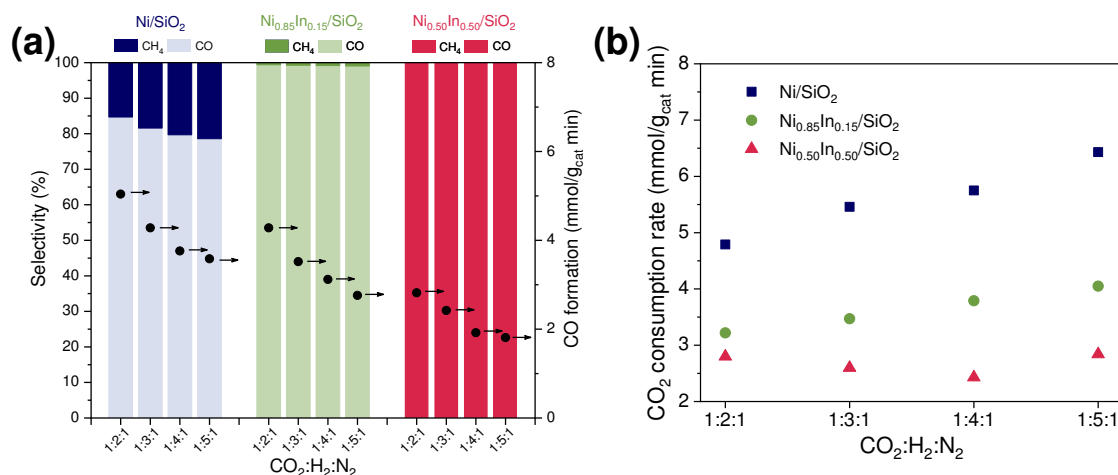 (a)
Ni/SiO₂
Ni₀.₈₅In₀.₁₅/SiO₂
Ni₀.₅₀In₀.₅₀/SiO₂
CH₄ CO
CH₄ CO
CH₄ CO
Selectivity (%)
100
90
80
70
60
50
40
30
20
10
0
8
6
4
2
0
CO formation (mmol/g_cat min)
1:2:1 1:3:1 1:4:1 1:5:1
1:2:1 1:3:1 1:4:1 1:5:1
1:2:1 1:3:1 1:4:1 1:5:1
CO₂:H₂:N₂
(b)
CO₂ consumption rate (mmol/g_cat min)
8
7
6
5
4
3
2
Ni/SiO₂
Ni₀.₈₅In₀.₁₅/SiO₂
Ni₀.₅₀In₀.₅₀/SiO₂
1:2:1 1:3:1 1:4:1 1:5:1
CO₂:H₂:N₂